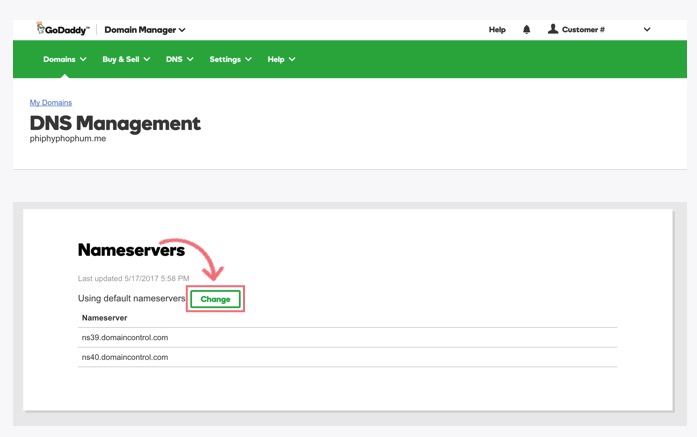 GoDaddy™ Domain Manager
Help
Customer #
Domains
Buy & Sell
DNS
Settings
Help
My Domains
DNS Management
phiphyphophum.me
Nameservers
Last updated 5/17/2017 5:58 PM
Using default nameservers Change
Nameserver
ns39.domaincontrol.com
ns40.domaincontrol.com